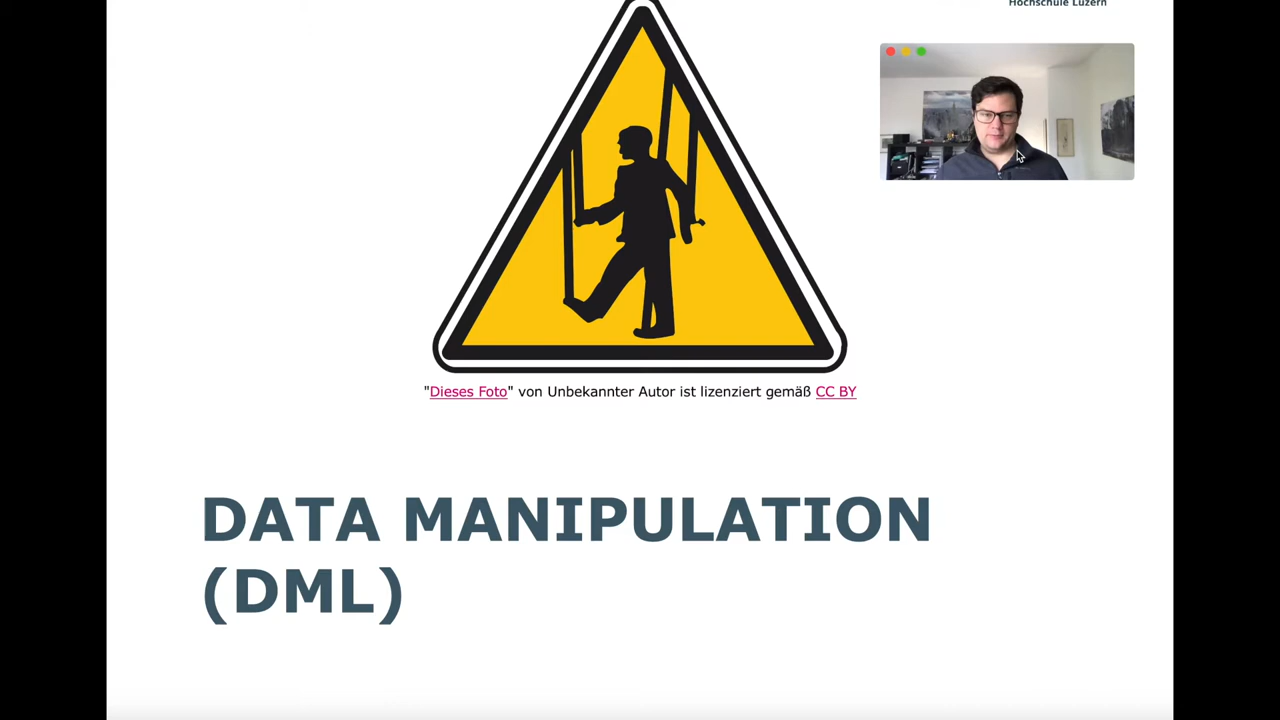 Hochschule Luzern
"Dieses Foto" von Unbekannter Autor ist lizenziert gemäß CC BY
DATA MANIPULATION
(DML)